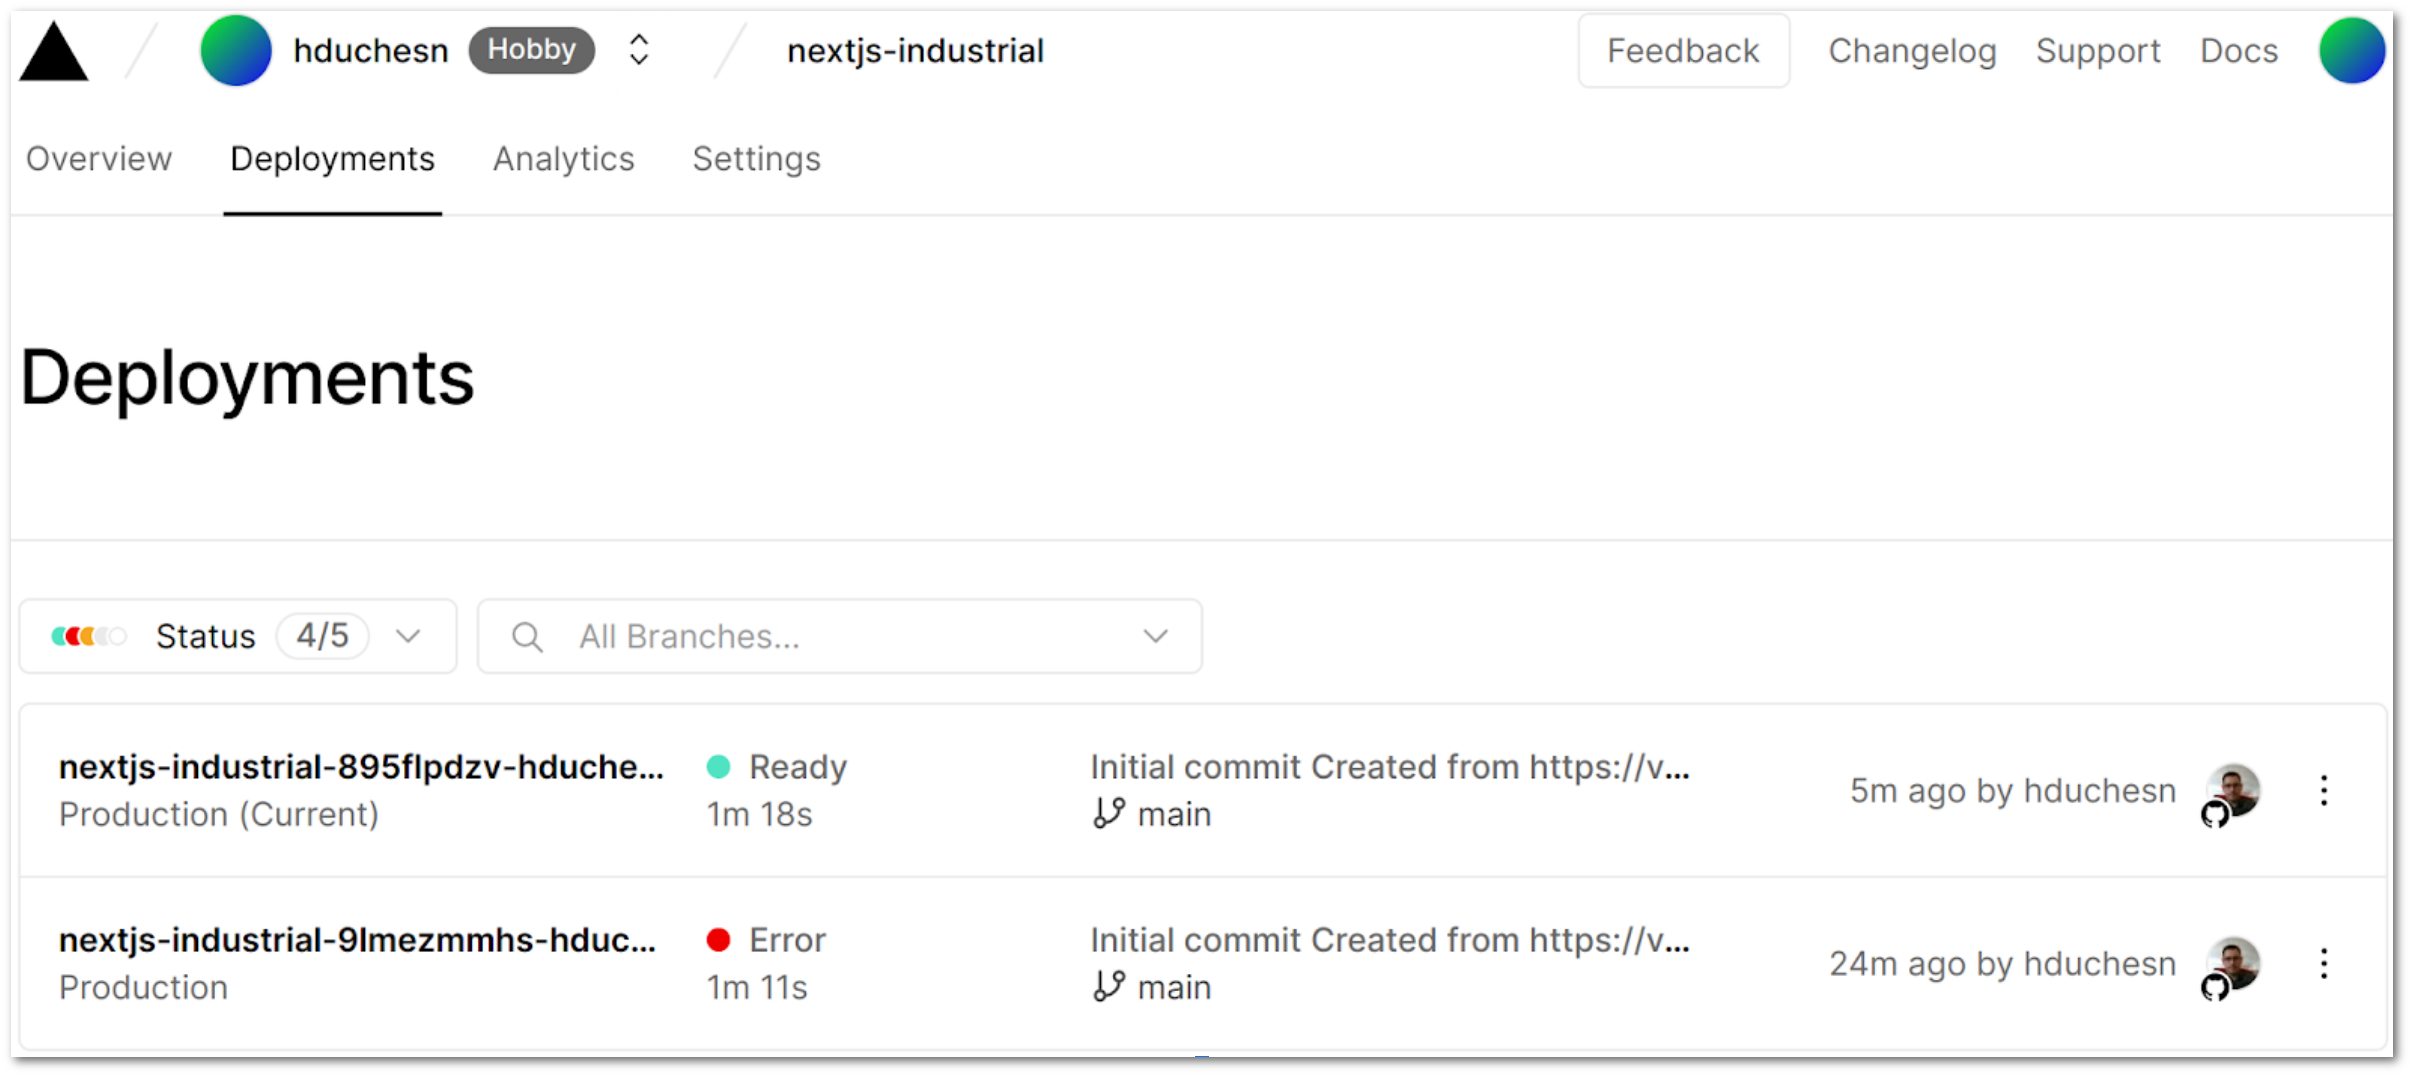 hduchesn Hobby nextjs-industrial Feedback Changelog Support Docs
Overview Deployments Analytics Settings
Deployments
Status 4/5 All Branches...
nextjs-industrial-895flpdzv-hduche... Ready Initial commit Created from https://v...
Production (Current) 1m 18s main
5m ago by hduchesn
nextjs-industrial-9lmezmmhs-hduc... Error Initial commit Created from https://v...
Production 1m 11s main
24m ago by hduchesn